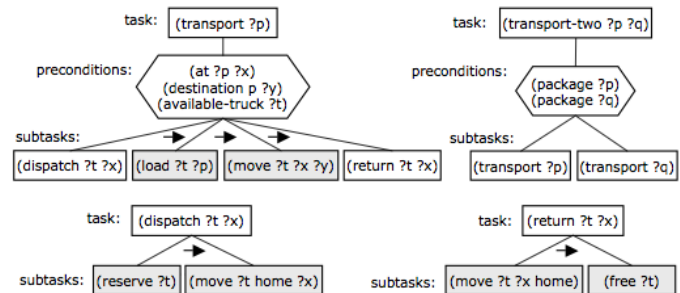 task: (transport ?p)
preconditions: (at ?p ?x)
(destination p ?y)
(available-truck ?t)
subtasks:
(dispatch ?t ?x) (load ?t ?p) (move ?t ?x ?y) (return ?t ?x)
task: (transport-two ?p ?q)
preconditions:
(package ?p)
(package ?q)
subtasks:
(transport ?p) (transport ?q)
task: (dispatch ?t ?x)
subtasks: (reserve ?t) (move ?t home ?x)
task: (return ?t ?x)
subtasks: (move ?t ?x home) (free ?t)